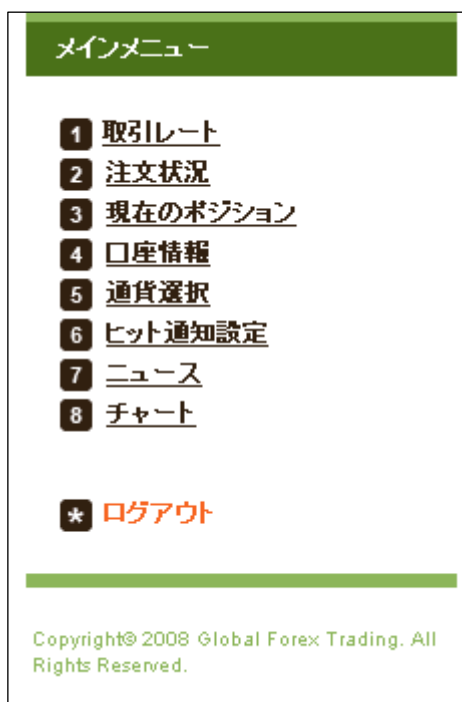 メインメニュー
1 取引レート
2 注文状況
3 現在のポジション
4 口座情報
5 通貨選択
6 ヒット通知設定
7 ニュース
8 チャート
* ログアウト
Copyright© 2008 Global Forex Trading. All
Rights Reserved.